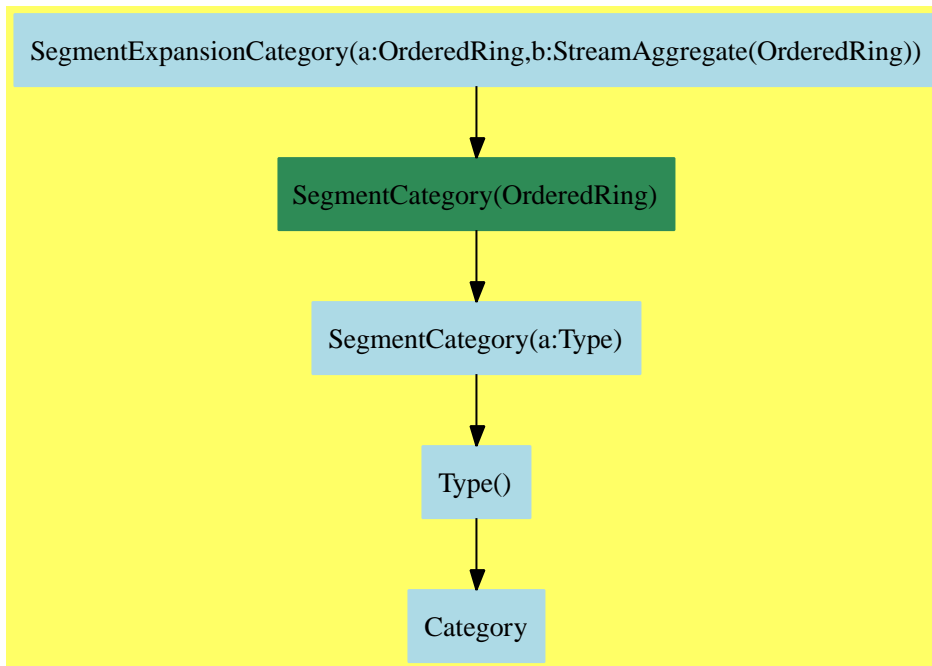 SegmentExpansionCategory(a:OrderedRing,b:StreamAggregate(OrderedRing))
SegmentCategory(OrderedRing)
SegmentCategory(a:Type)
Type()
Category